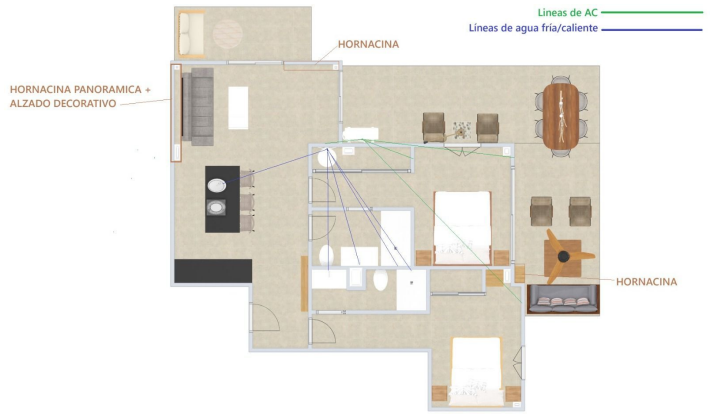 Lineas de AC
Líneas de agua fría/caliente
HORNACINA
HORNACINA PANORAMICA +
ALZADO DECORATIVO
HORNACINA